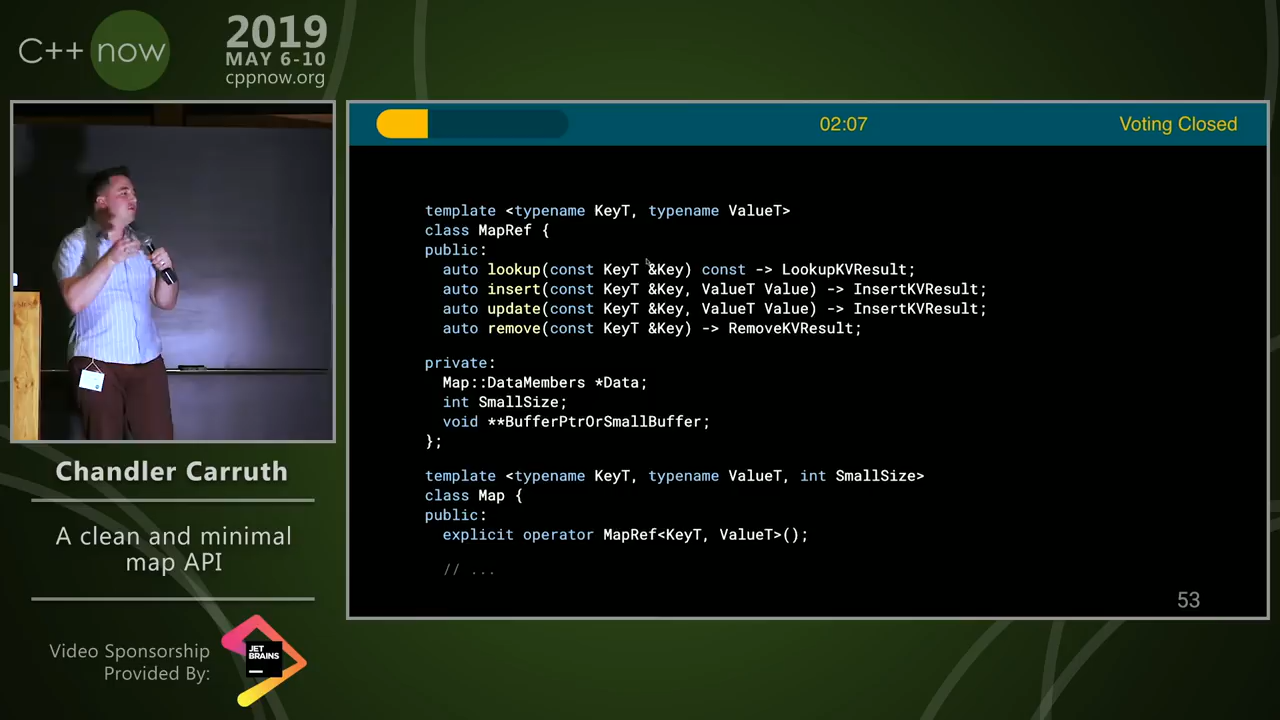 C++ now
2019
MAY 6-10
cppnow.org
02:07
Voting Closed
template <typename KeyT, typename ValueT>
class MapRef {
public:
  auto lookup(const KeyT &Key) const -> LookupKVResult;
  auto insert(const KeyT &Key, ValueT Value) -> InsertKVResult;
  auto update(const KeyT &Key, ValueT Value) -> InsertKVResult;
  auto remove(const KeyT &Key) -> RemoveKVResult;
private:
  Map::DataMembers *Data;
  int SmallSize;
  void **BufferPtrOrSmallBuffer;
};
template <typename KeyT, typename ValueT, int SmallSize>
class Map {
public:
  explicit operator MapRef<KeyT, ValueT>();
  // ...
53
Chandler Carruth
A clean and minimal
map API
Video Sponsorship
Provided By:
JET
BRAINS